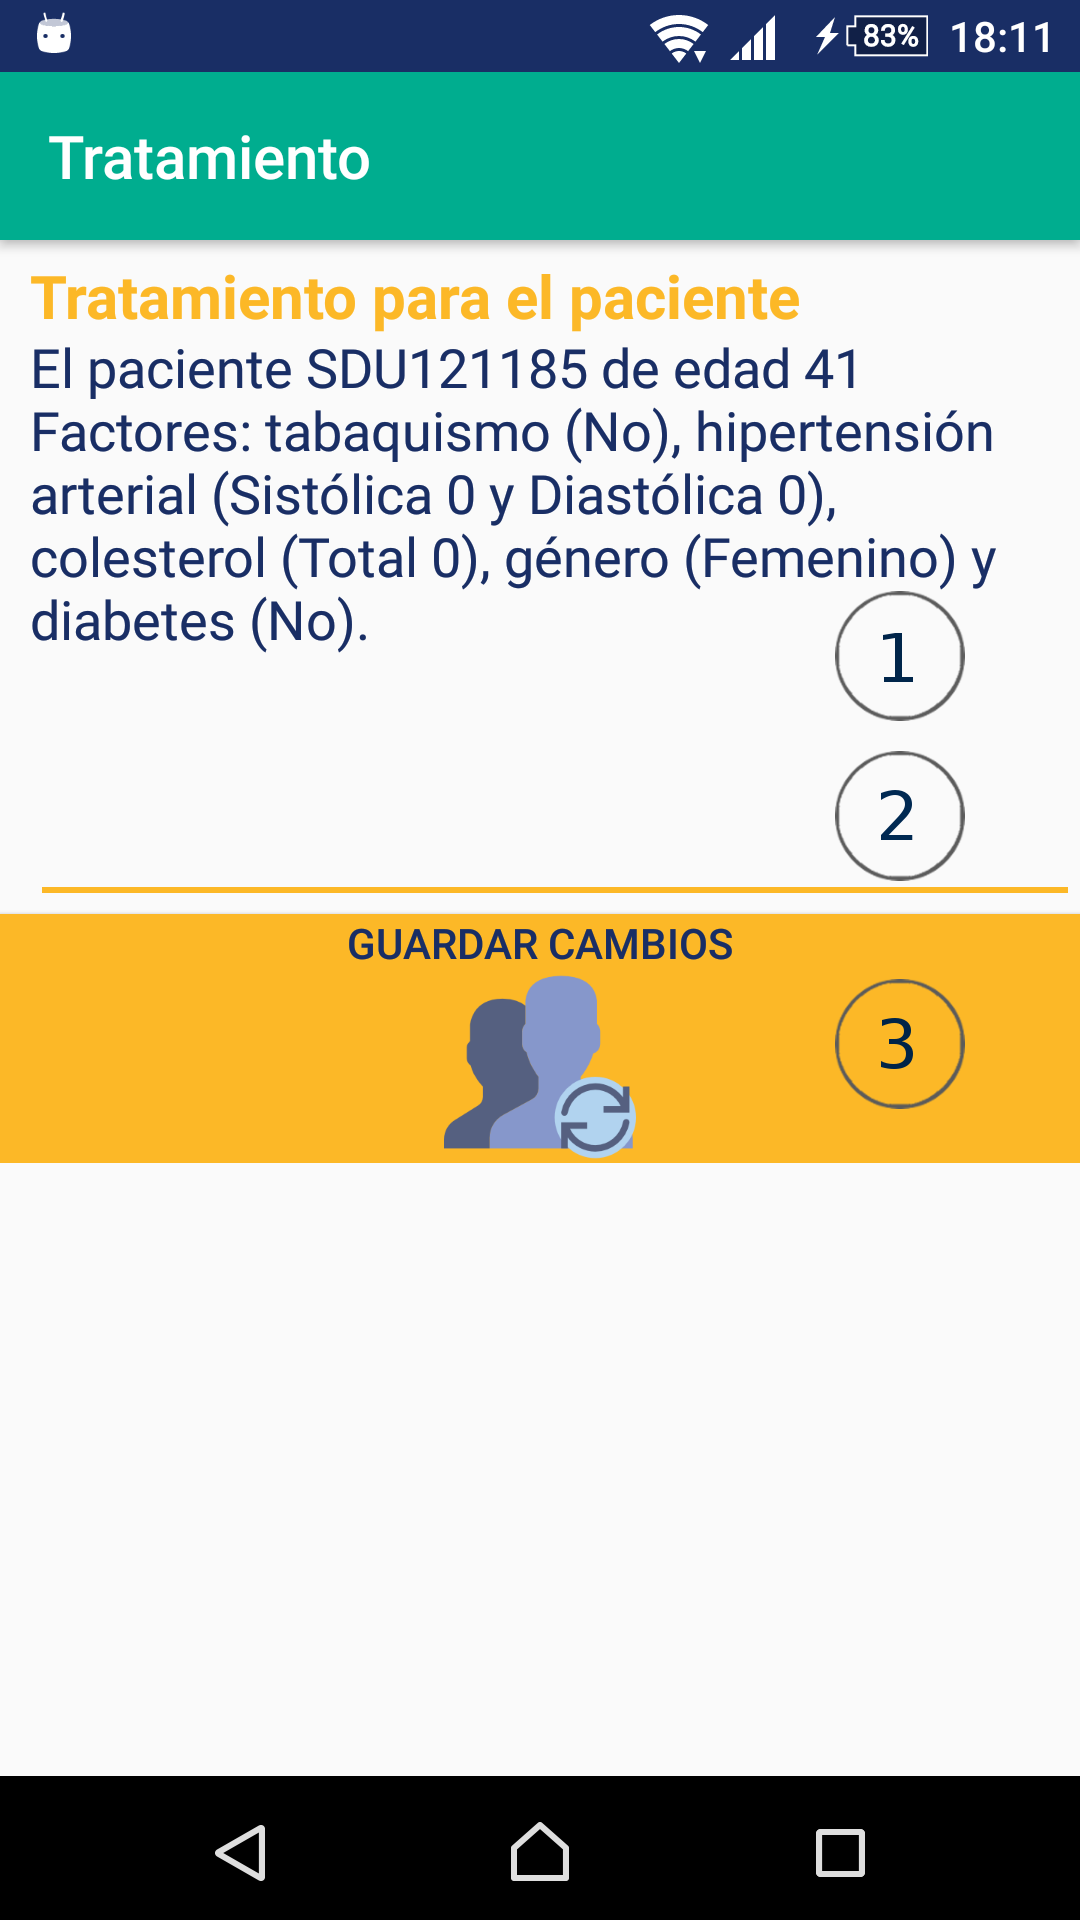 83% 18:11
Tratamiento
Tratamiento para el paciente
El paciente SDU121185 de edad 41
Factores: tabaquismo (No), hipertensión
arterial (Sistólica 0 y Diastólica 0),
colesterol (Total 0), género (Femenino) y
diabetes (No).
1
2
GUARDAR CAMBIOS
3